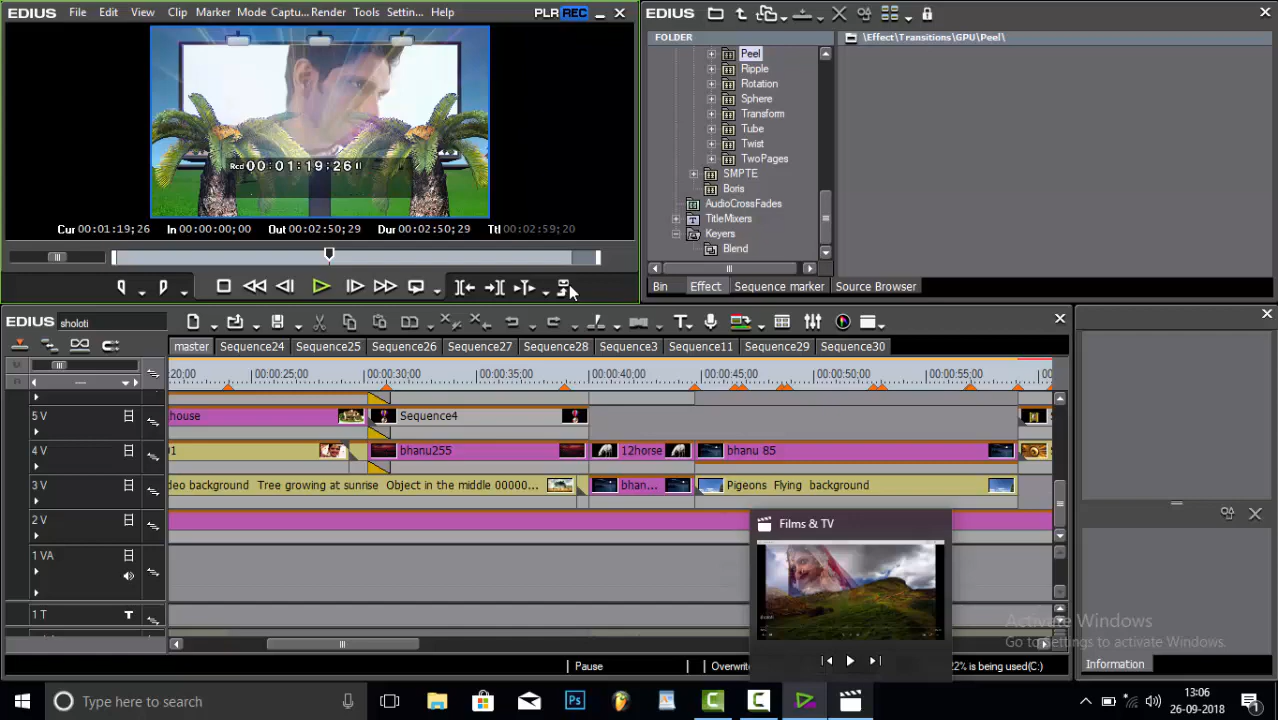 EDIUS File Edit View Clip Marker Mode Captu... Render Tools Settin... Help PLR REC
EDIUS
FOLDER
\Effect\Transitions\GPU\Peel\
Peel
Ripple
Rotation
Sphere
Transform
Tube
Twist
TwoPages
SMPTE
Boris
AudioCrossFades
TitleMixers
Keyers
Blend
Rcd 00:01:19:26
Cur 00:01:19;26 In 00:00:00;00 Out 00:02:50;29 Dur 00:02:50;29 Ttl 00:02:59;20
Bin Effect Sequence marker Source Browser
EDIUS sholoti
master Sequence24 Sequence25 Sequence26 Sequence27 Sequence28 Sequence3 Sequence11 Sequence29 Sequence30
20;00 00:00:25;00 00:00:30;00 00:00:35;00 00:00:40;00 00:00:45;00 00:00:50;00 00:00:55;00
5 V house Sequence4
4 V bhanu255 12horse bhanu 85
3 V deo background Tree growing at sunrise Object in the middle 00000... bhan... Pigeons Flying background
2 V
Films & TV
1 VA
1 T
Activate Windows
Go to Settings to activate Windows.
Pause Overwrit 22% is being used(C:)
Information
Type here to search
Ps
13:06
26-09-2018
1